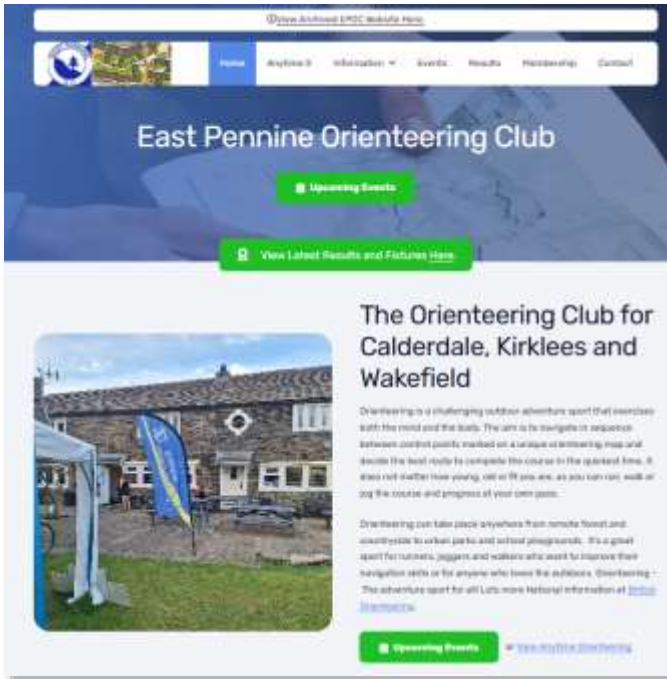 View Archived EPOC Website Here.
Home Anytime O Information Events Results Membership Contact
East Pennine Orienteering Club
Upcoming Events
View Latest Results and Fixtures Here.
The Orienteering Club for
Calderdale, Kirklees and
Wakefield
Orienteering is a challenging outdoor adventure sport that exercises
both the mind and the body. The aim is to navigate in sequence
between control points marked on a unique orienteering map and
decide the best route to complete the course in the quickest time. It
does not matter how young, old or fit you are, as you can run, walk or
jog the course and progress at your own pace.
Orienteering can take place anywhere from remote forest and
countryside to urban parks and school playgrounds. It's a great
sport for runners, joggers and walkers who want to improve their
navigation skills or for anyone who loves the outdoors. Orienteering -
The adventure sport for all! Lots more National information at British
Orienteering.
Upcoming Events or View Anytime Orienteering